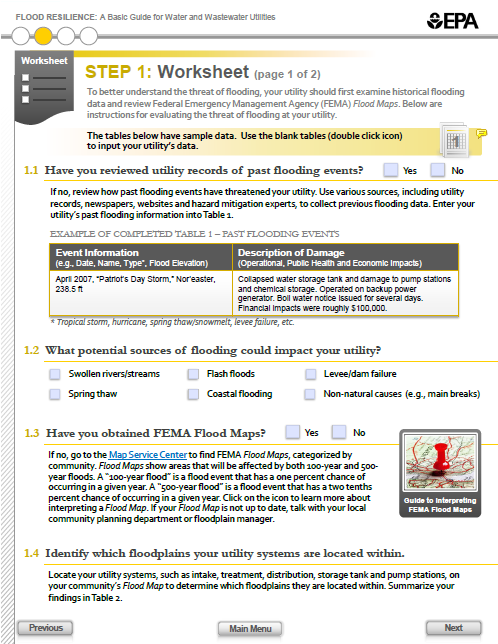 FLOOD RESILIENCE: A Basic Guide for Water and Wastewater Utilities
EPA
Worksheet
STEP 1: Worksheet (page 1 of 2)
To better understand the threat of flooding, your utility should first examine historical flooding
data and review Federal Emergency Management Agency (FEMA) Flood Maps. Below are
instructions for evaluating the threat of flooding at your utility.
The tables below have sample data. Use the blank tables (double click icon)
to input your utility's data.
1.1 Have you reviewed utility records of past flooding events? Yes No
If no, review how past flooding events have threatened your utility. Use various sources, including utility
records, newspapers, websites and hazard mitigation experts, to collect previous flooding data. Enter your
utility's past flooding information into Table 1.
EXAMPLE OF COMPLETED TABLE 1 – PAST FLOODING EVENTS
Event Information
(e.g., Date, Name, Type*, Flood Elevation)
Description of Damage
(Operational, Public Health and Economic Impacts)
April 2007, "Patriot's Day Storm," Nor'easter,
238.5 ft
Collapsed water storage tank and damage to pump stations
and chemical storage. Operated on backup power
generator. Boil water notice issued for several days.
Financial impacts were roughly $100,000.
* Tropical storm, hurricane, spring thaw/snowmelt, levee failure, etc.
1.2 What potential sources of flooding could impact your utility?
Swollen rivers/streams Flash floods Levee/dam failure
Spring thaw Coastal flooding Non-natural causes (e.g., main breaks)
1.3 Have you obtained FEMA Flood Maps? Yes No
If no, go to the Map Service Center to find FEMA Flood Maps, categorized by
community. Flood Maps show areas that will be affected by both 100-year and 500-
year floods. A "100-year flood" is a flood event that has a one percent chance of
occurring in a given year. A "500-year flood" is a flood event that has a two tenths
percent chance of occurring in a given year. Click on the icon to learn more about
interpreting a Flood Map. If your Flood Map is not up to date, talk with your local
community planning department or floodplain manager.
Guide to Interpreting
FEMA Flood Maps
1.4 Identify which floodplains your utility systems are located within.
Locate your utility systems, such as intake, treatment, distribution, storage tank and pump stations, on
your community's Flood Map to determine which floodplains they are located within. Summarize your
findings in Table 2.
Previous
Main Menu
Next